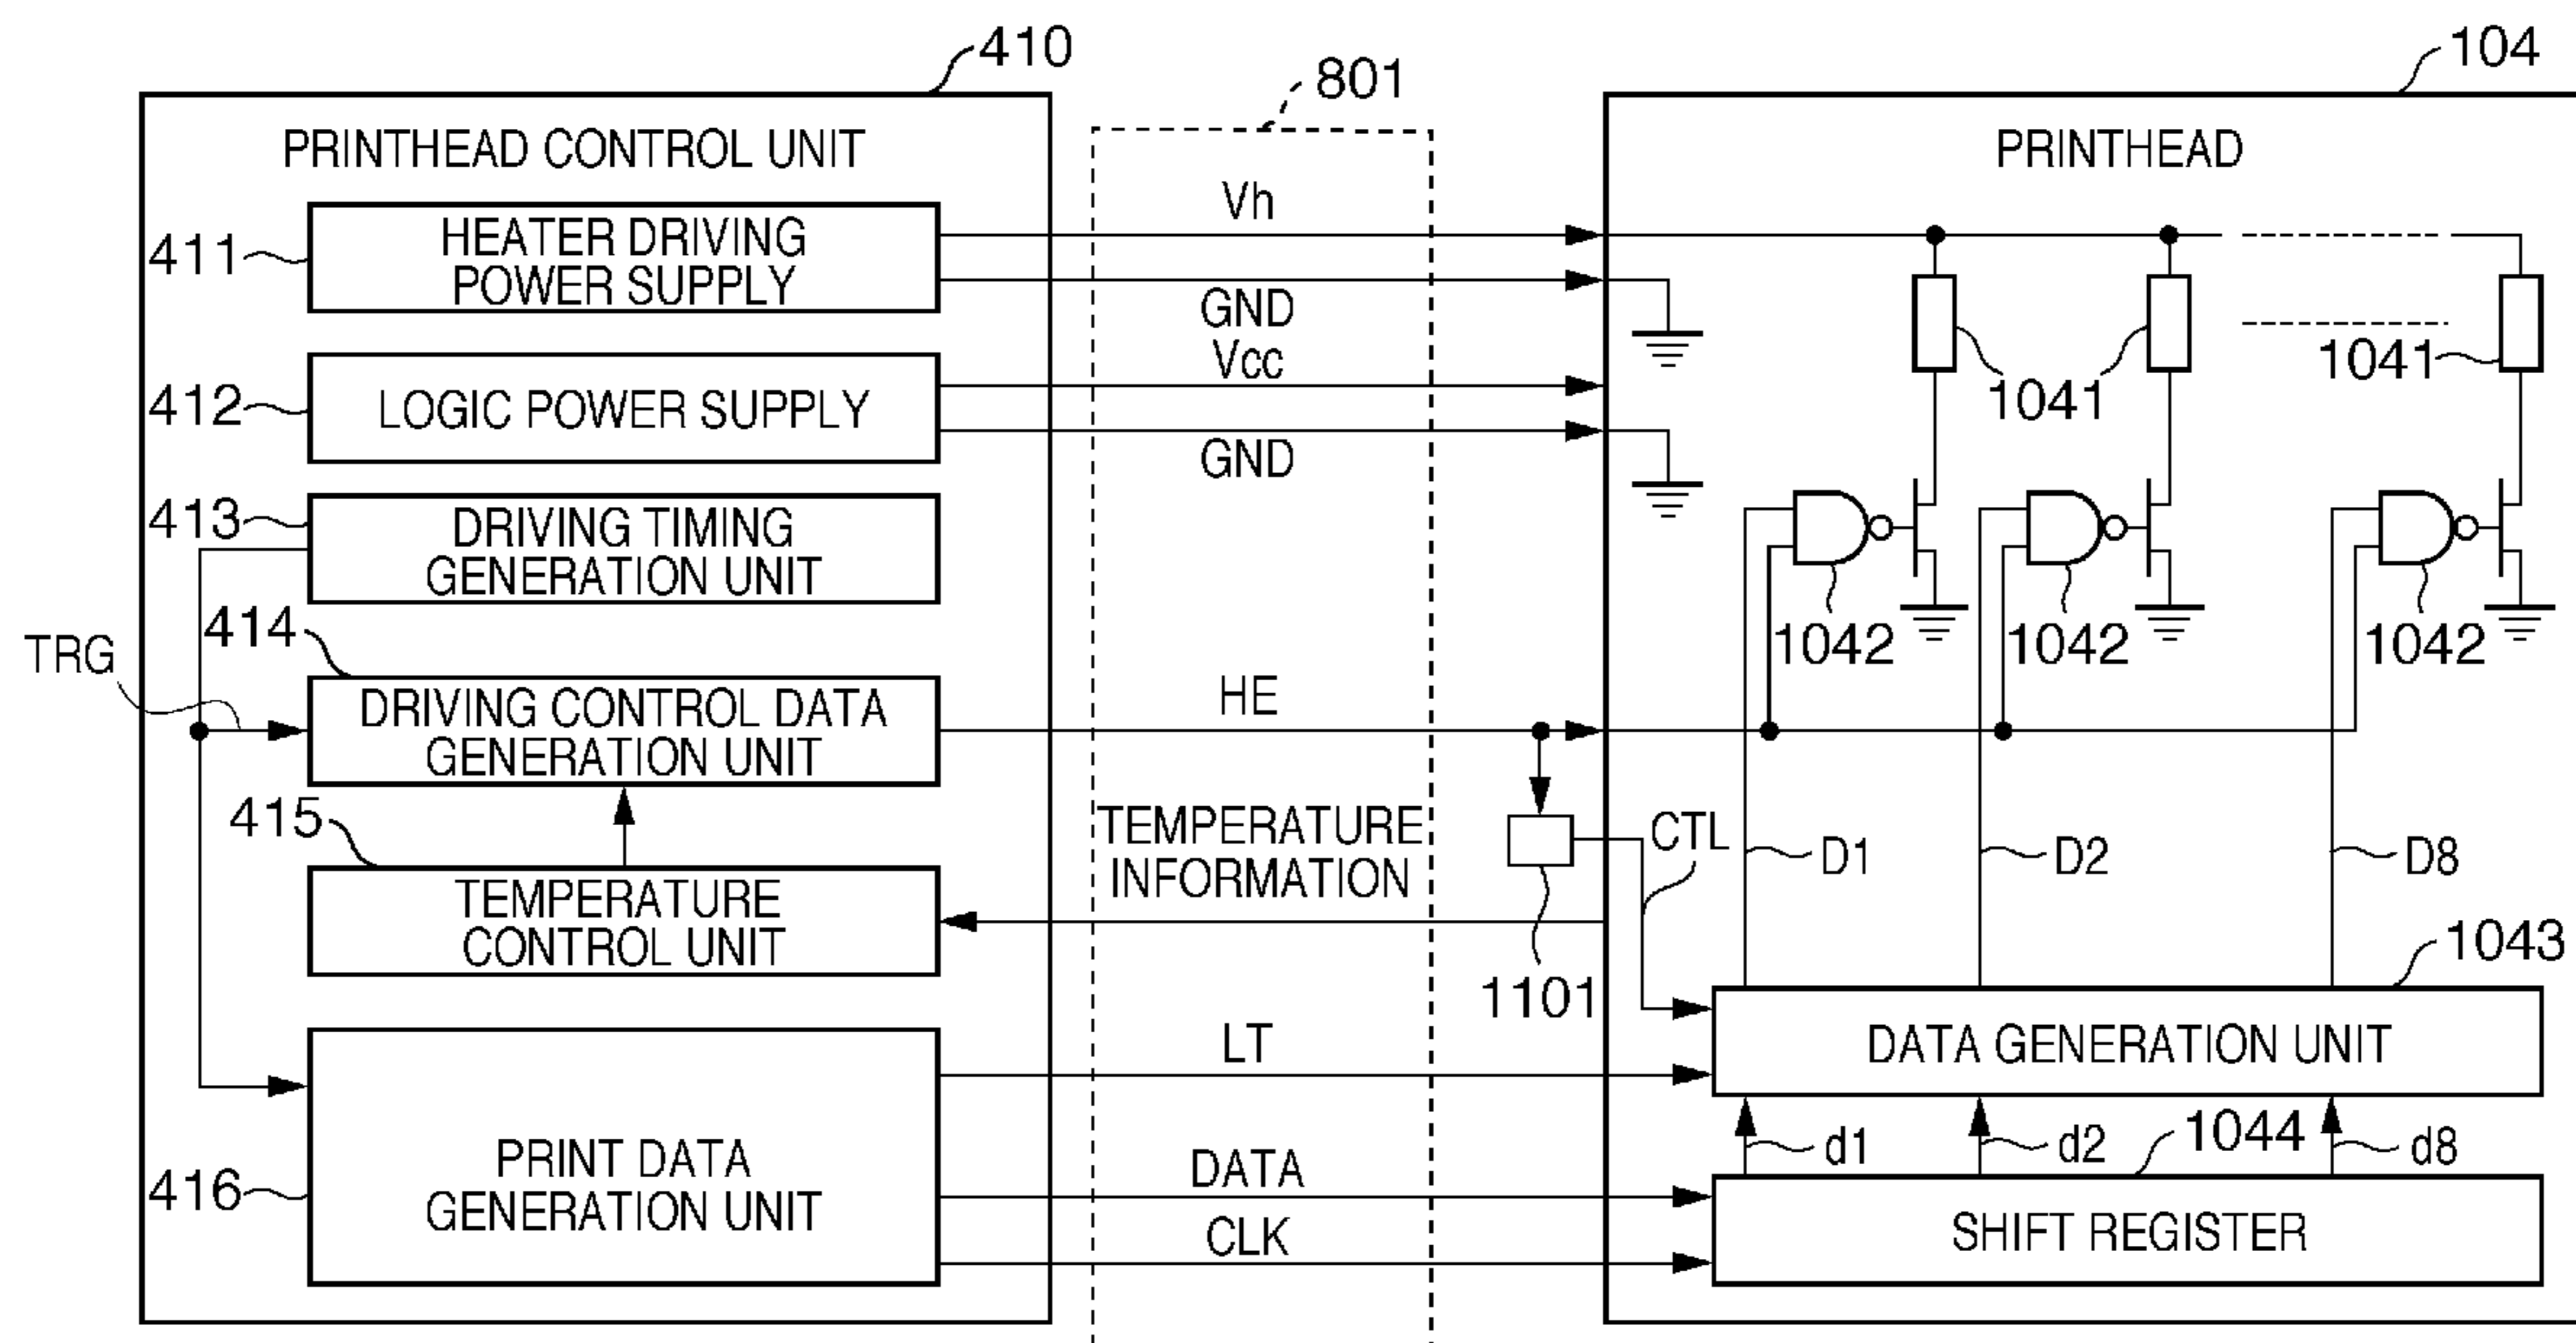 410
801
104
PRINTHEAD CONTROL UNIT
PRINTHEAD
Vh
411
HEATER DRIVING
POWER SUPPLY
GND
Vcc
1041
1041
412
LOGIC POWER SUPPLY
GND
413
DRIVING TIMING
GENERATION UNIT
1042
1042
1042
TRG
414
HE
DRIVING CONTROL DATA
GENERATION UNIT
415
TEMPERATURE
INFORMATION
CTL
D1
D2
D8
TEMPERATURE
CONTROL UNIT
1101
1043
LT
DATA GENERATION UNIT
d1
d2
1044
d8
416
PRINT DATA
GENERATION UNIT
DATA
CLK
SHIFT REGISTER